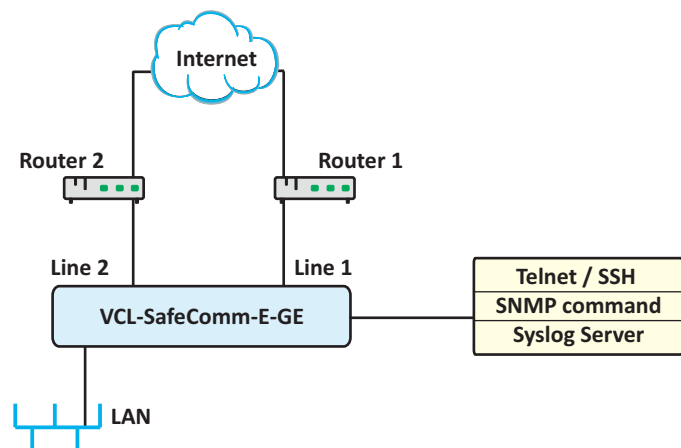 Internet
Router 2
Router 1
Line 2
Line 1
VCL-SafeComm-E-GE
Telnet / SSH
SNMP command
Syslog Server
LAN